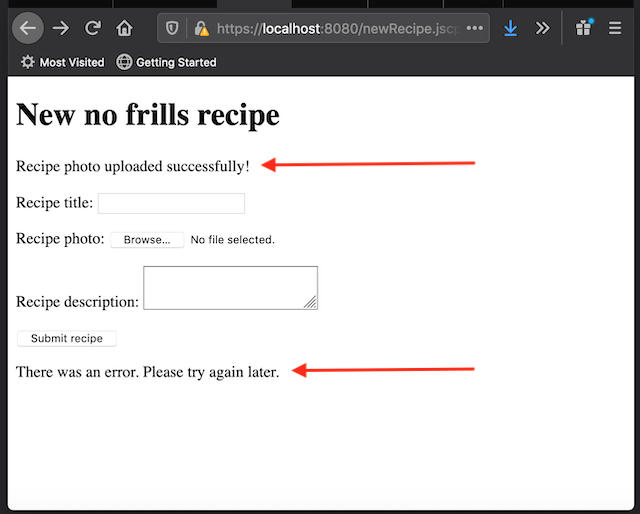 https://localhost:8080/newRecipe.jsc
Most Visited Getting Started
New no frills recipe
Recipe photo uploaded successfully!
Recipe title:
Recipe photo: Browse... No file selected.
Recipe description:
Submit recipe
There was an error. Please try again later.